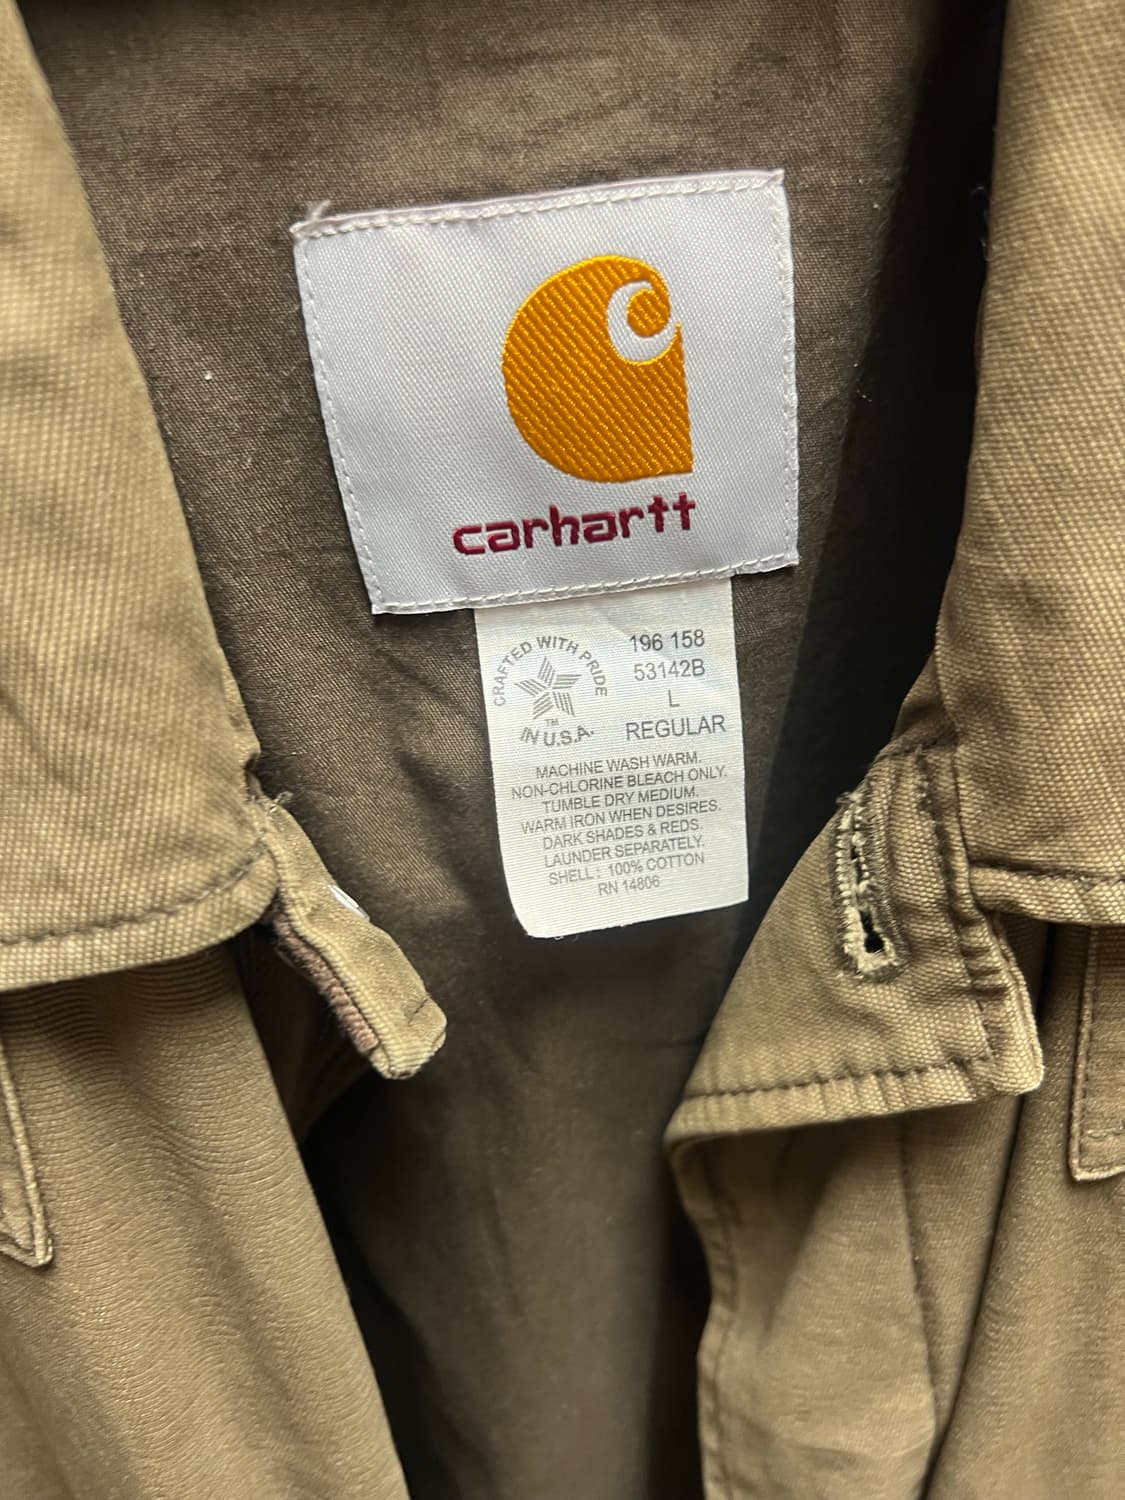 carhartt
CRAFTED WITH PRIDE
TM
IN U.S.A.
196 158
53142B
L
REGULAR
MACHINE WASH WARM.
NON-CHLORINE BLEACH ONLY.
TUMBLE DRY MEDIUM.
WARM IRON WHEN DESIRES.
DARK SHADES & REDS
LAUNDER SEPARATELY.
SHELL : 100% COTTON
RN 14806